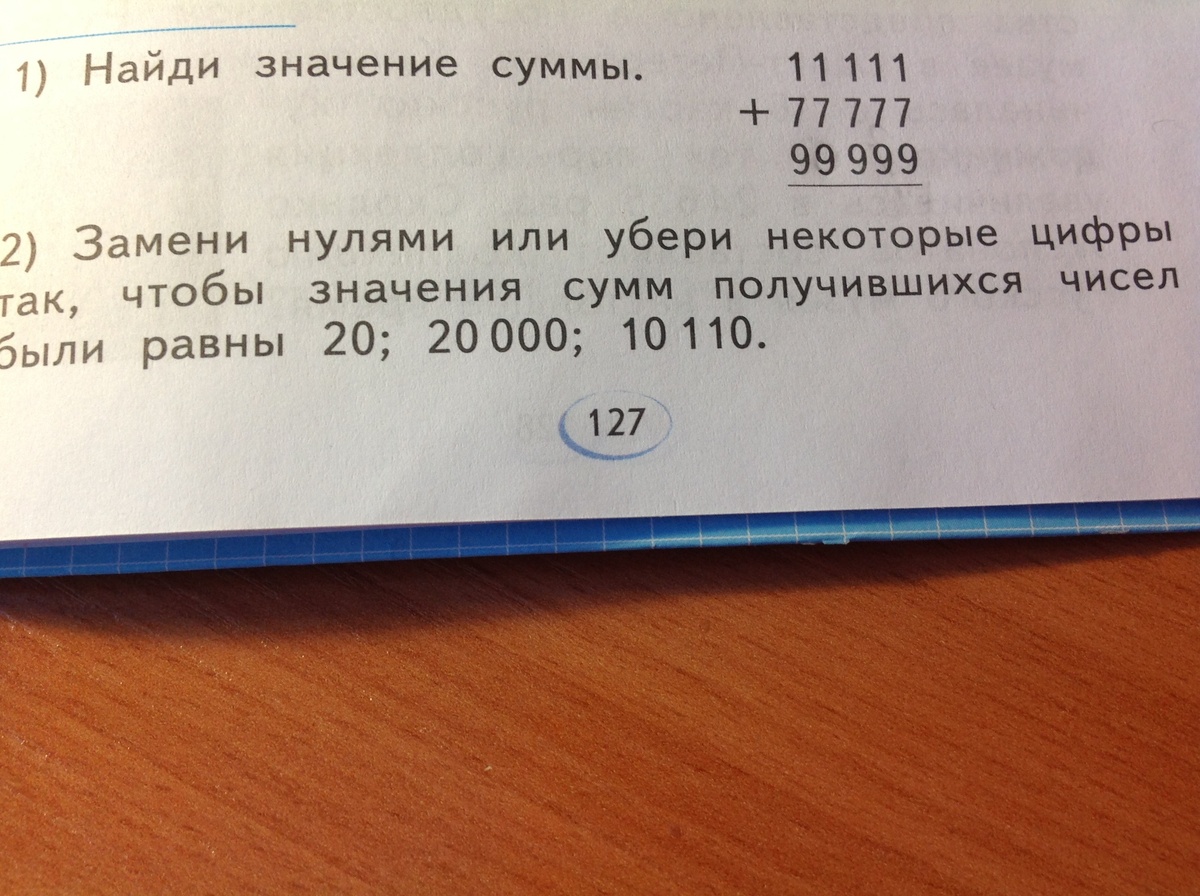 1) Найди значение суммы. 11 111
+ 77 777
99 999
2) Замени нулями или убери некоторые цифры
так, чтобы значения сумм получившихся чисел
были равны 20; 20 000; 10 110.
127